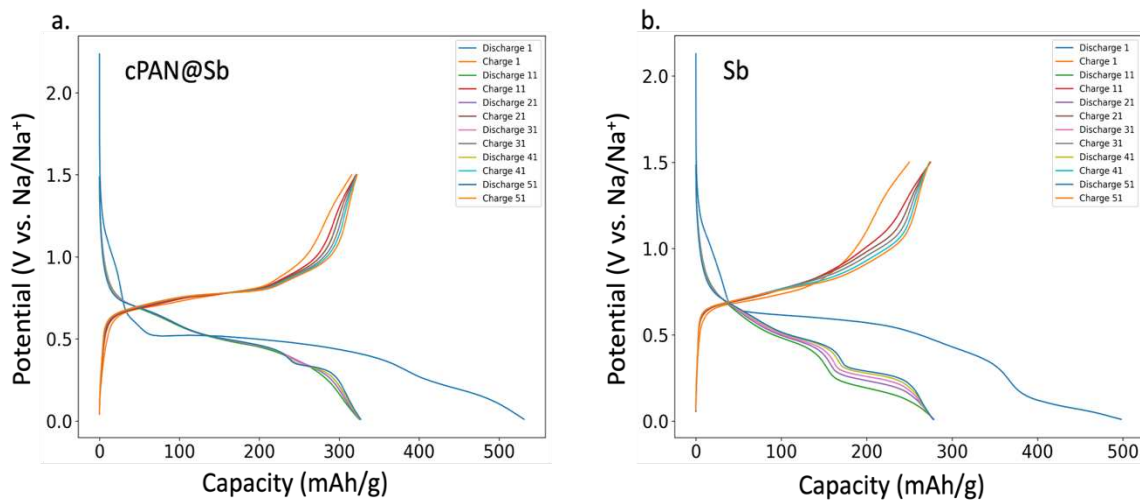 a.
cPAN@Sb
Discharge 1
Charge 1
Discharge 11
Charge 11
Discharge 21
Charge 21
Discharge 31
Charge 31
Discharge 41
Charge 41
Discharge 51
Charge 51
Potential (V vs. Na/Na⁺)
2.0
1.5
1.0
0.5
0.0
0 100 200 300 400 500
Capacity (mAh/g)
b.
Sb
Discharge 1
Charge 1
Discharge 11
Charge 11
Discharge 21
Charge 21
Discharge 31
Charge 31
Discharge 41
Charge 41
Discharge 51
Charge 51
Potential (V vs. Na/Na⁺)
2.0
1.5
1.0
0.5
0.0
0 100 200 300 400 500
Capacity (mAh/g)